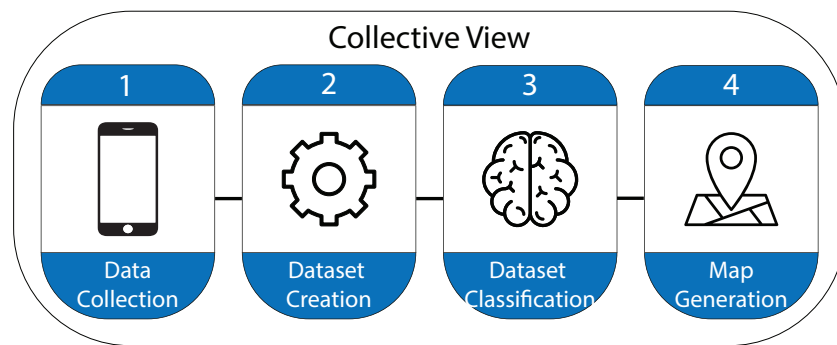 Collective View
1
2
3
4
Data
Collection
Dataset
Creation
Dataset
Classification
Map
Generation